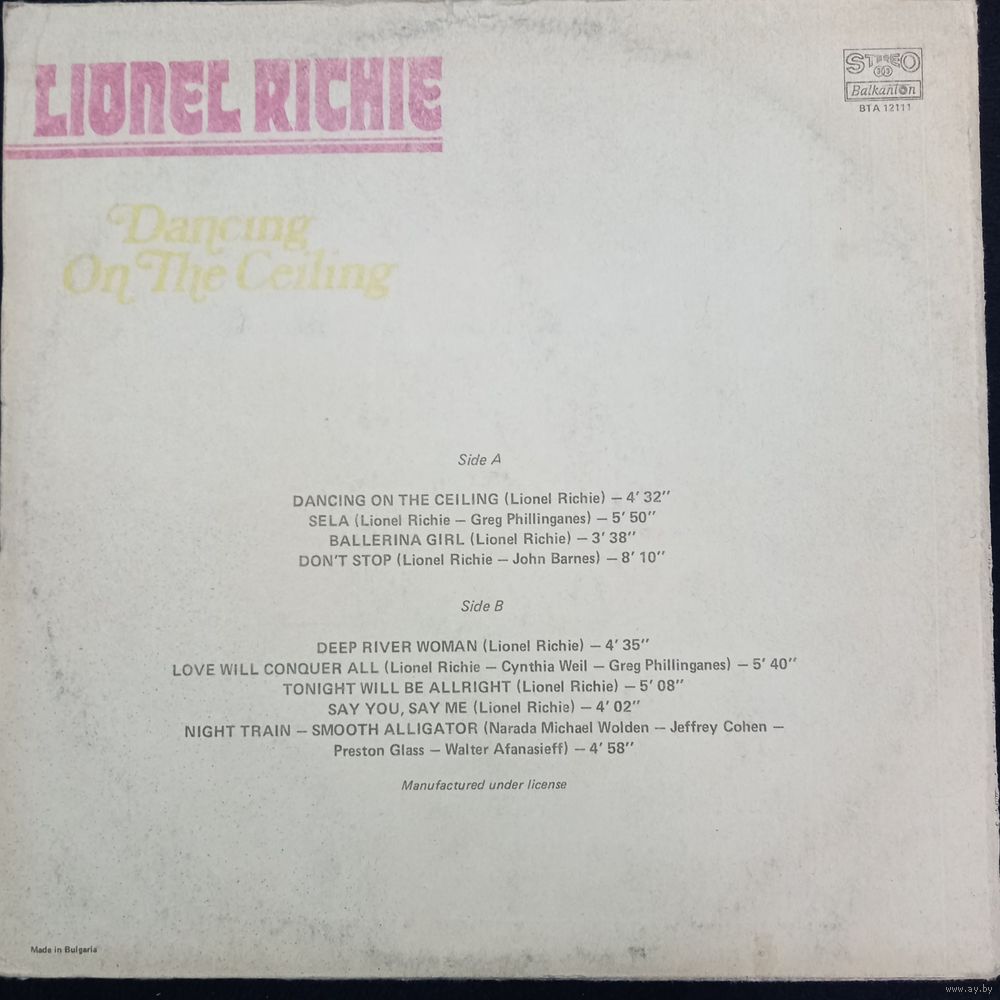 LIONEL RICHIE
STEREO
Balkanton
BTA 12111
Dancing
On The Ceiling
Side A
DANCING ON THE CEILING (Lionel Richie) – 4' 32''
SELA (Lionel Richie – Greg Phillinganes) – 5' 50''
BALLERINA GIRL (Lionel Richie) – 3' 38''
DON'T STOP (Lionel Richie – John Barnes) – 8' 10''
Side B
DEEP RIVER WOMAN (Lionel Richie) – 4' 35''
LOVE WILL CONQUER ALL (Lionel Richie – Cynthia Weil – Greg Phillinganes) – 5' 40''
TONIGHT WILL BE ALLRIGHT (Lionel Richie) – 5' 08''
SAY YOU, SAY ME (Lionel Richie) – 4' 02''
NIGHT TRAIN – SMOOTH ALLIGATOR (Narada Michael Wolden – Jeffrey Cohen –
Preston Glass – Walter Afanasieff) – 4' 58''
Manufactured under license
Made in Bulgaria
www.ay.by